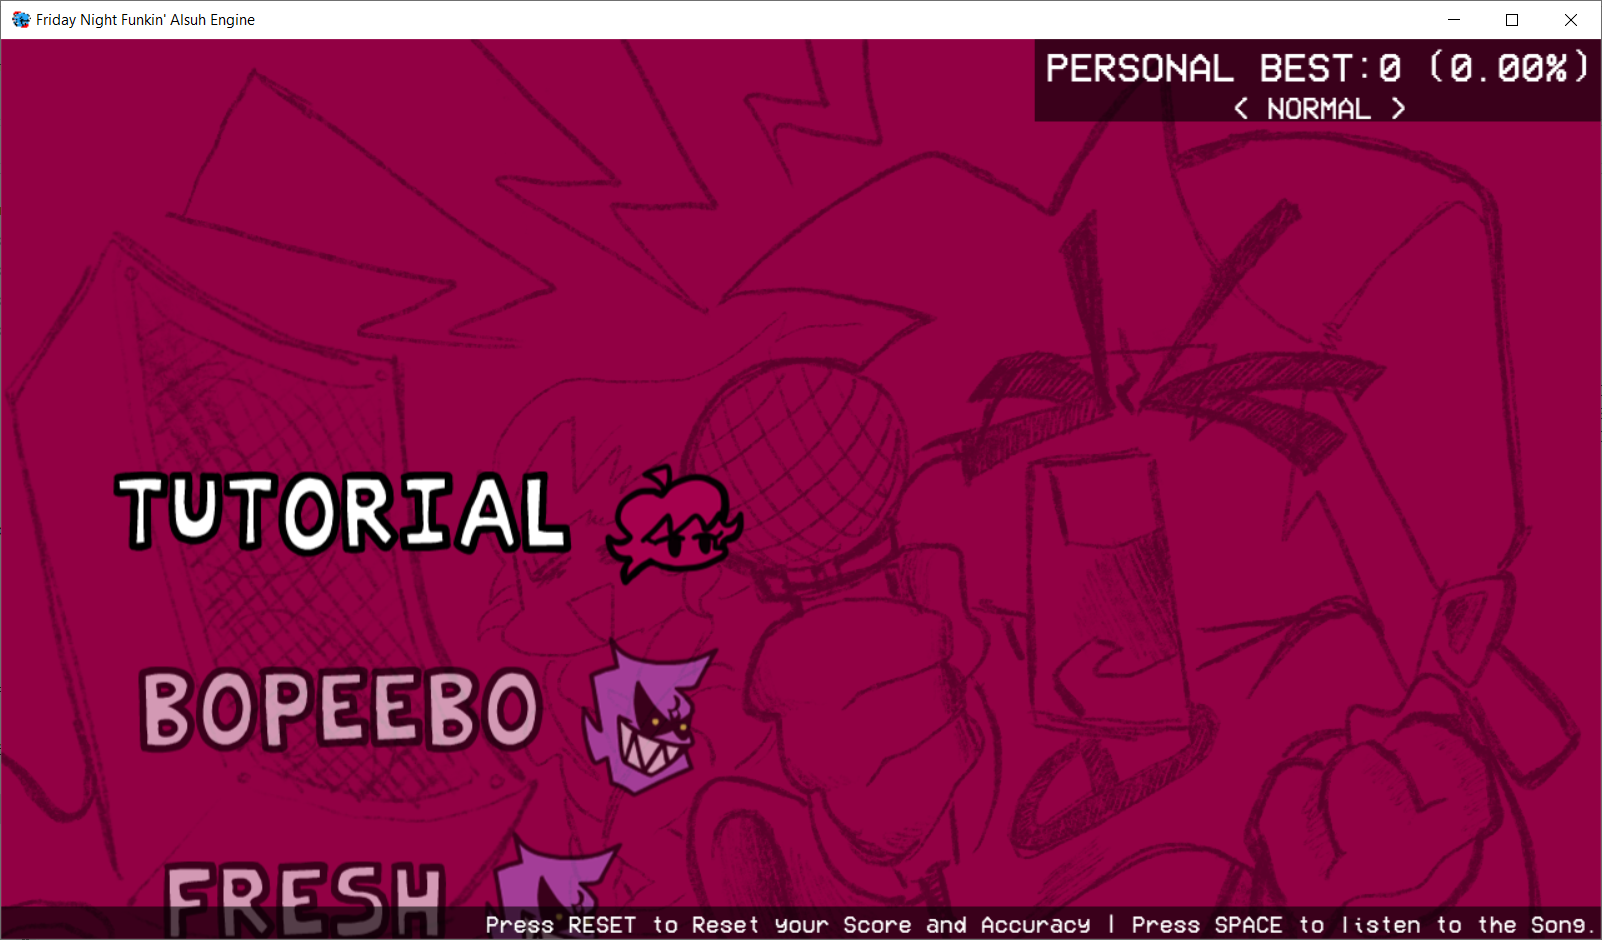 Friday Night Funkin' Alsuh Engine
PERSONAL BEST:0 (0.00%)
< NORMAL >
TUTORIAL
BOPEEBO
FRESH
Press RESET to Reset your Score and Accuracy | Press SPACE to listen to the Song.